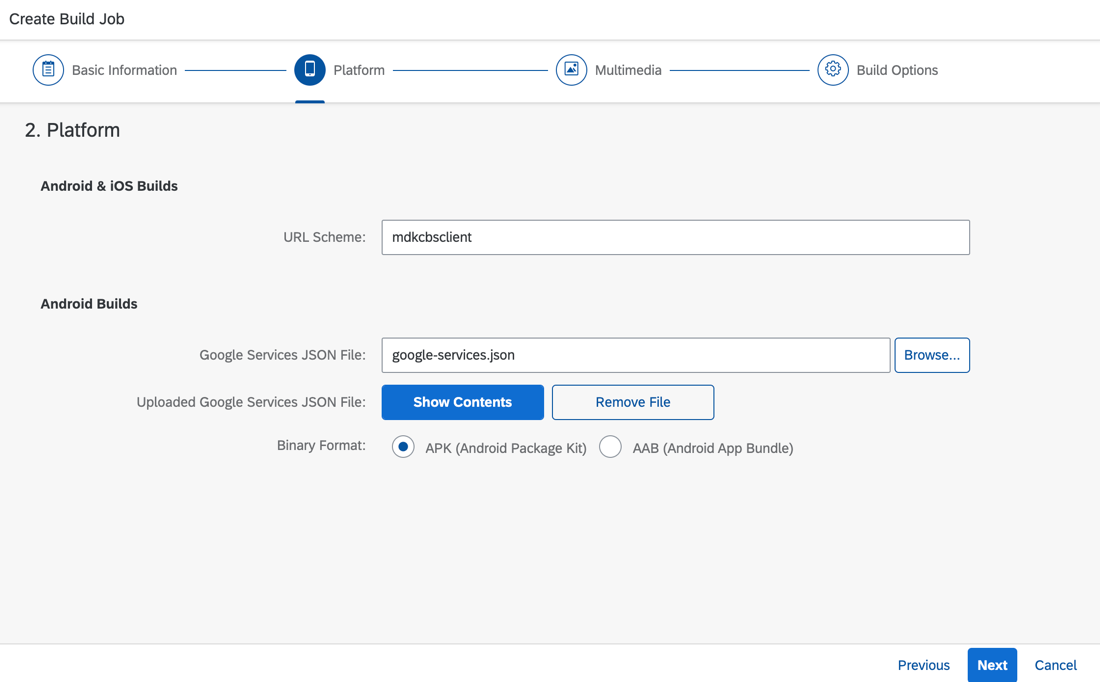 Create Build Job
Basic Information
Platform
Multimedia
Build Options
2. Platform
Android & iOS Builds
URL Scheme: mdkcbsclient
Android Builds
Google Services JSON File: google-services.json Browse...
Uploaded Google Services JSON File: Show Contents Remove File
Binary Format: APK (Android Package Kit) AAB (Android App Bundle)
Previous Next Cancel